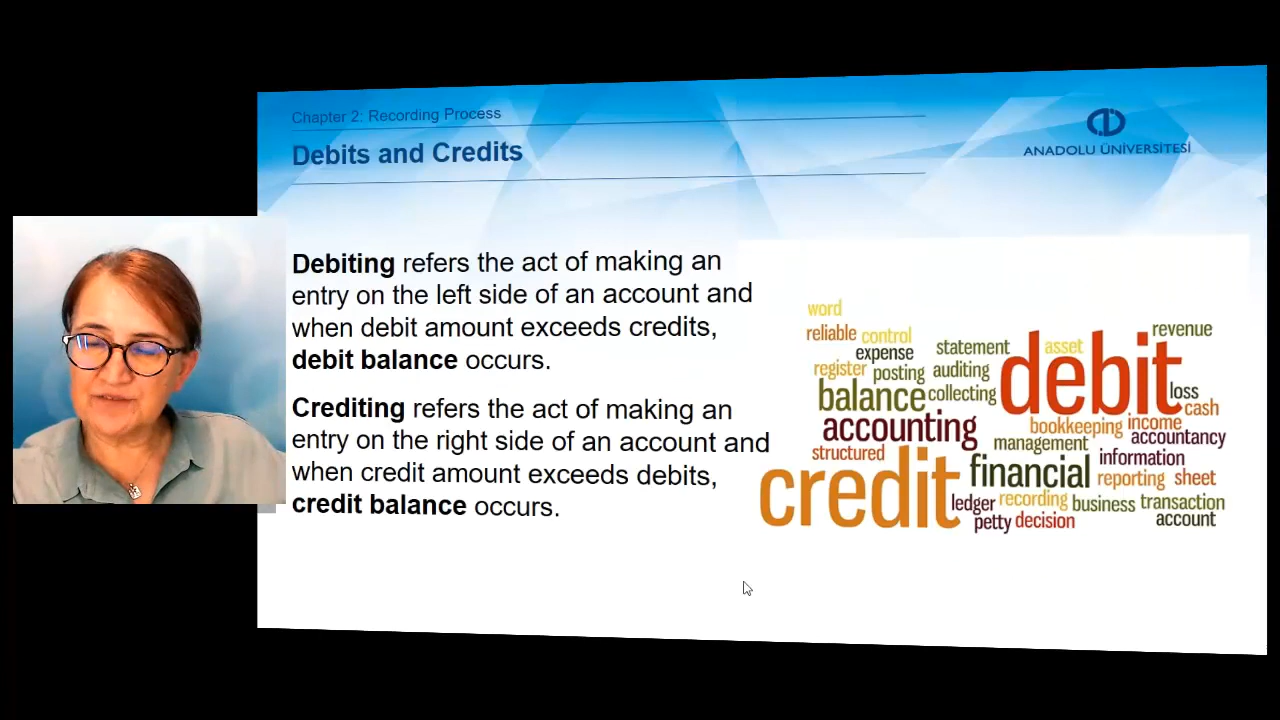 Chapter 2: Recording Process
Debits and Credits
ANADOLU ÜNİVERSİTESİ
Debiting refers the act of making an
entry on the left side of an account and
when debit amount exceeds credits,
debit balance occurs.
Crediting refers the act of making an
entry on the right side of an account and
when credit amount exceeds debits,
credit balance occurs.
word
reliable control
revenue
expense
statement
asset
debit
register
posting
auditing
balance
collecting
loss
cash
accounting
bookkeeping
income
management
accountancy
structured
credit
financial
information
reporting
sheet
ledger
recording
business
transaction
petty
decision
account